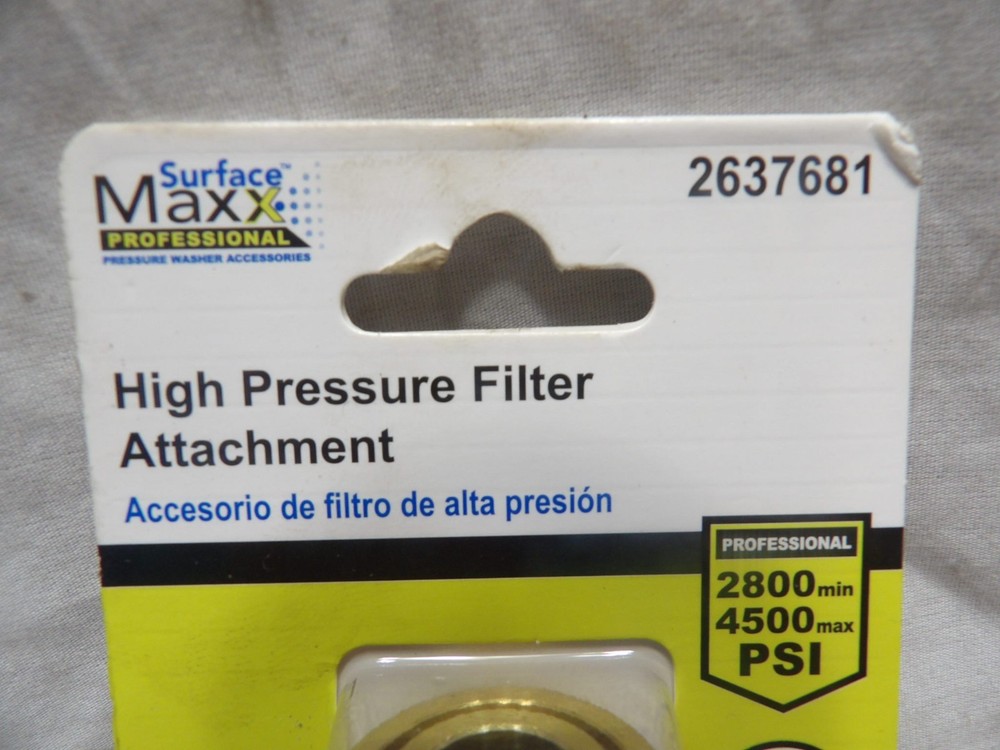 Surface™
Maxx
PROFESSIONAL
PRESSURE WASHER ACCESSORIES
2637681
High Pressure Filter
Attachment
Accesorio de filtro de alta presión
PROFESSIONAL
2800min
4500max
PSI